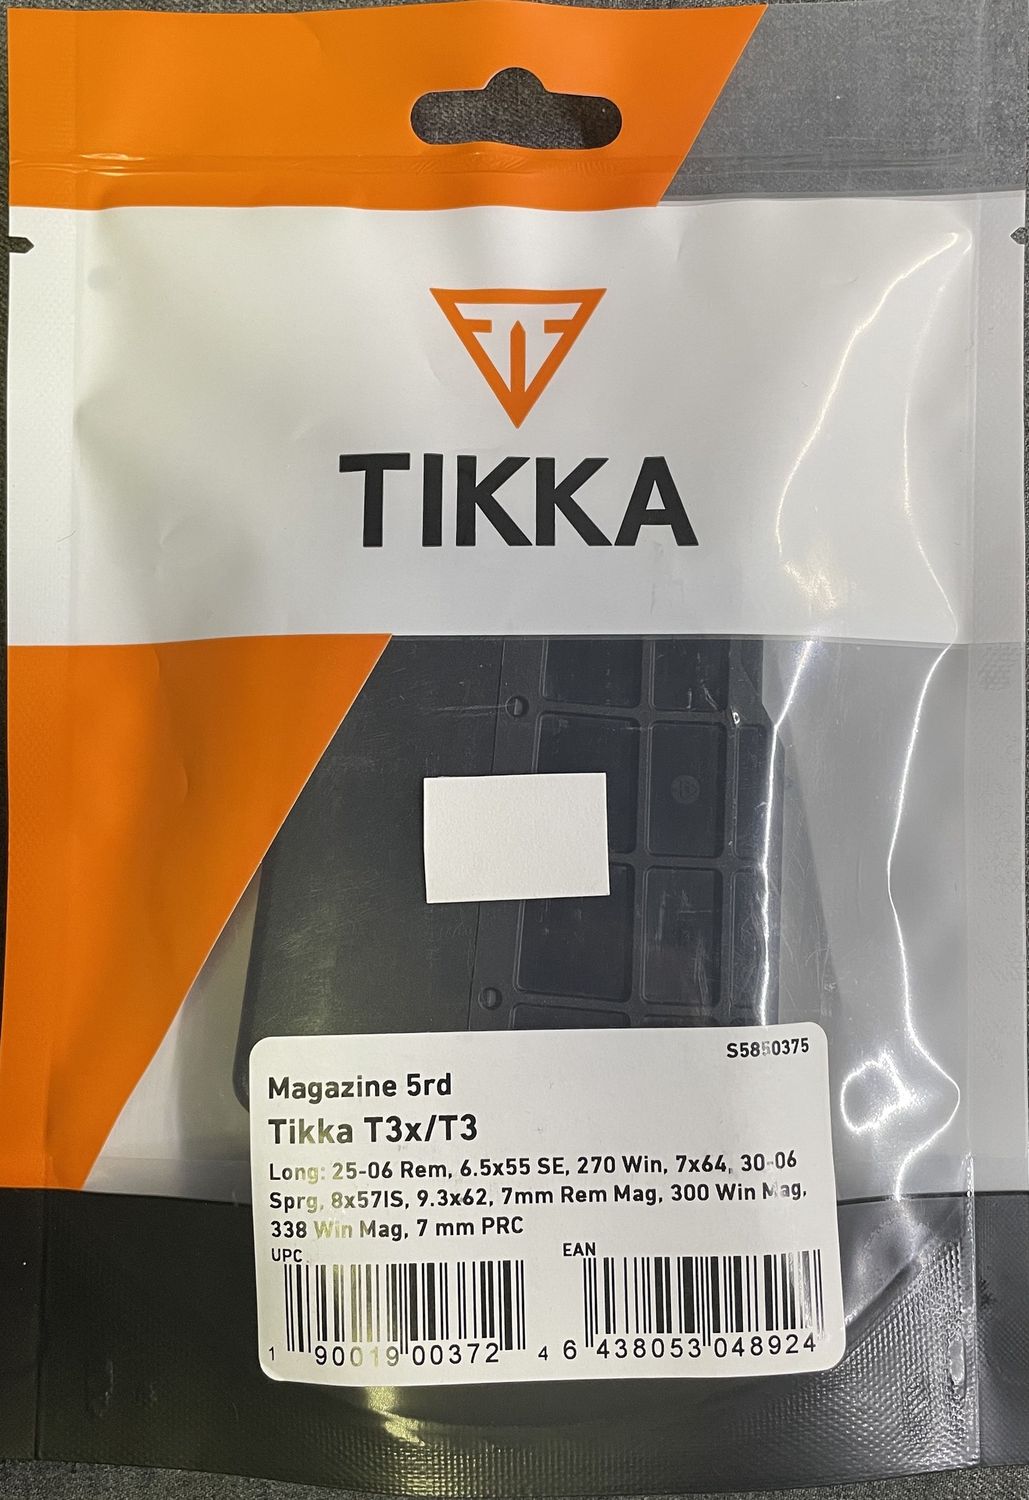 TIKKA
S5850375
Magazine 5rd
Tikka T3x/T3
Long: 25-06 Rem, 6.5x55 SE, 270 Win, 7x64, 30-06
Sprg, 8x57IS, 9.3x62, 7mm Rem Mag, 300 Win Mag,
338 Win Mag, 7 mm PRC
UPC
EAN
1 90019 00372 4
6 438053 048924